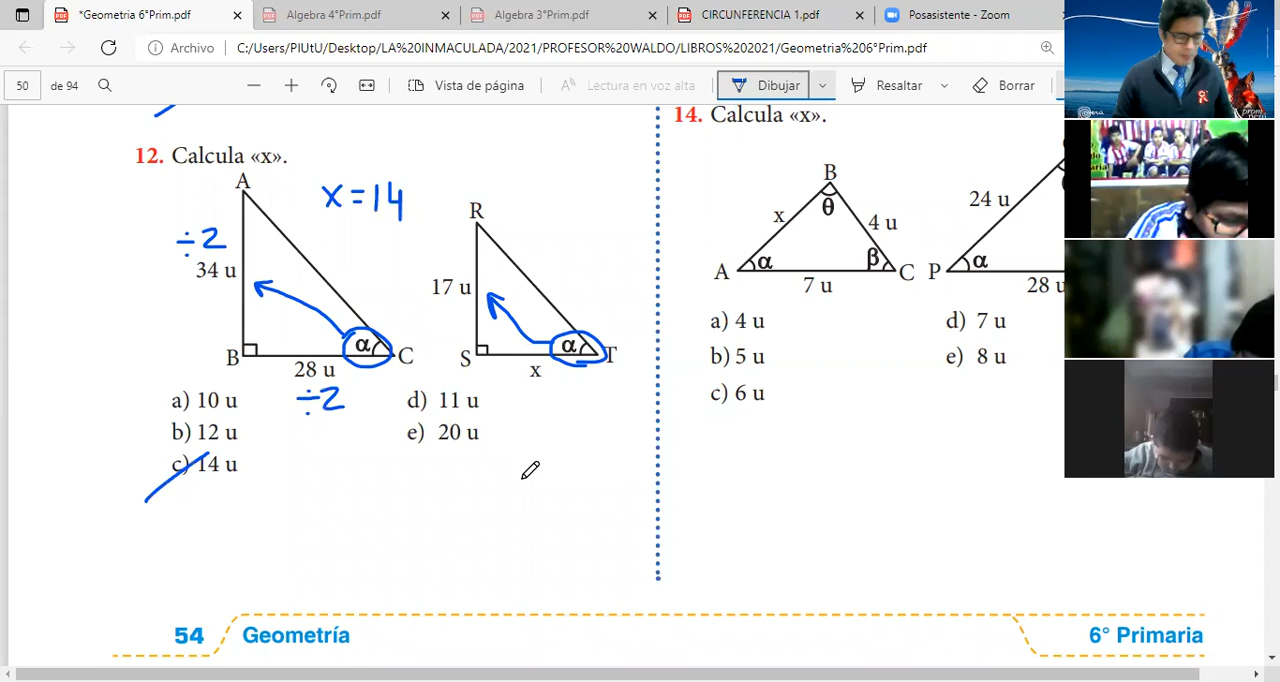 *Geometria 6°Prim.pdf
Algebra 4°Prim.pdf
Algebra 3°Prim.pdf
CIRCUNFERENCIA 1.pdf
Posasistente - Zoom
Archivo
C:/Users/PIUtU/Desktop/LA%20INMACULADA/2021/PROFESOR%20WALDO/LIBROS%202021/Geometria%206°Prim.pdf
50 de 94
Vista de página
Lectura en voz alta
Dibujar
Resaltar
Borrar
12. Calcula «x».
A
x = 14
÷2
34 u
B
α
C
28 u
÷2
R
17 u
S
α
T
x
a) 10 u
b) 12 u
c) 14 u
d) 11 u
e) 20 u
14. Calcula «x».
B
θ
x
4 u
A
α
β
C
7 u
24 u
P
α
28 u
a) 4 u
b) 5 u
c) 6 u
d) 7 u
e) 8 u
54
Geometría
6° Primaria